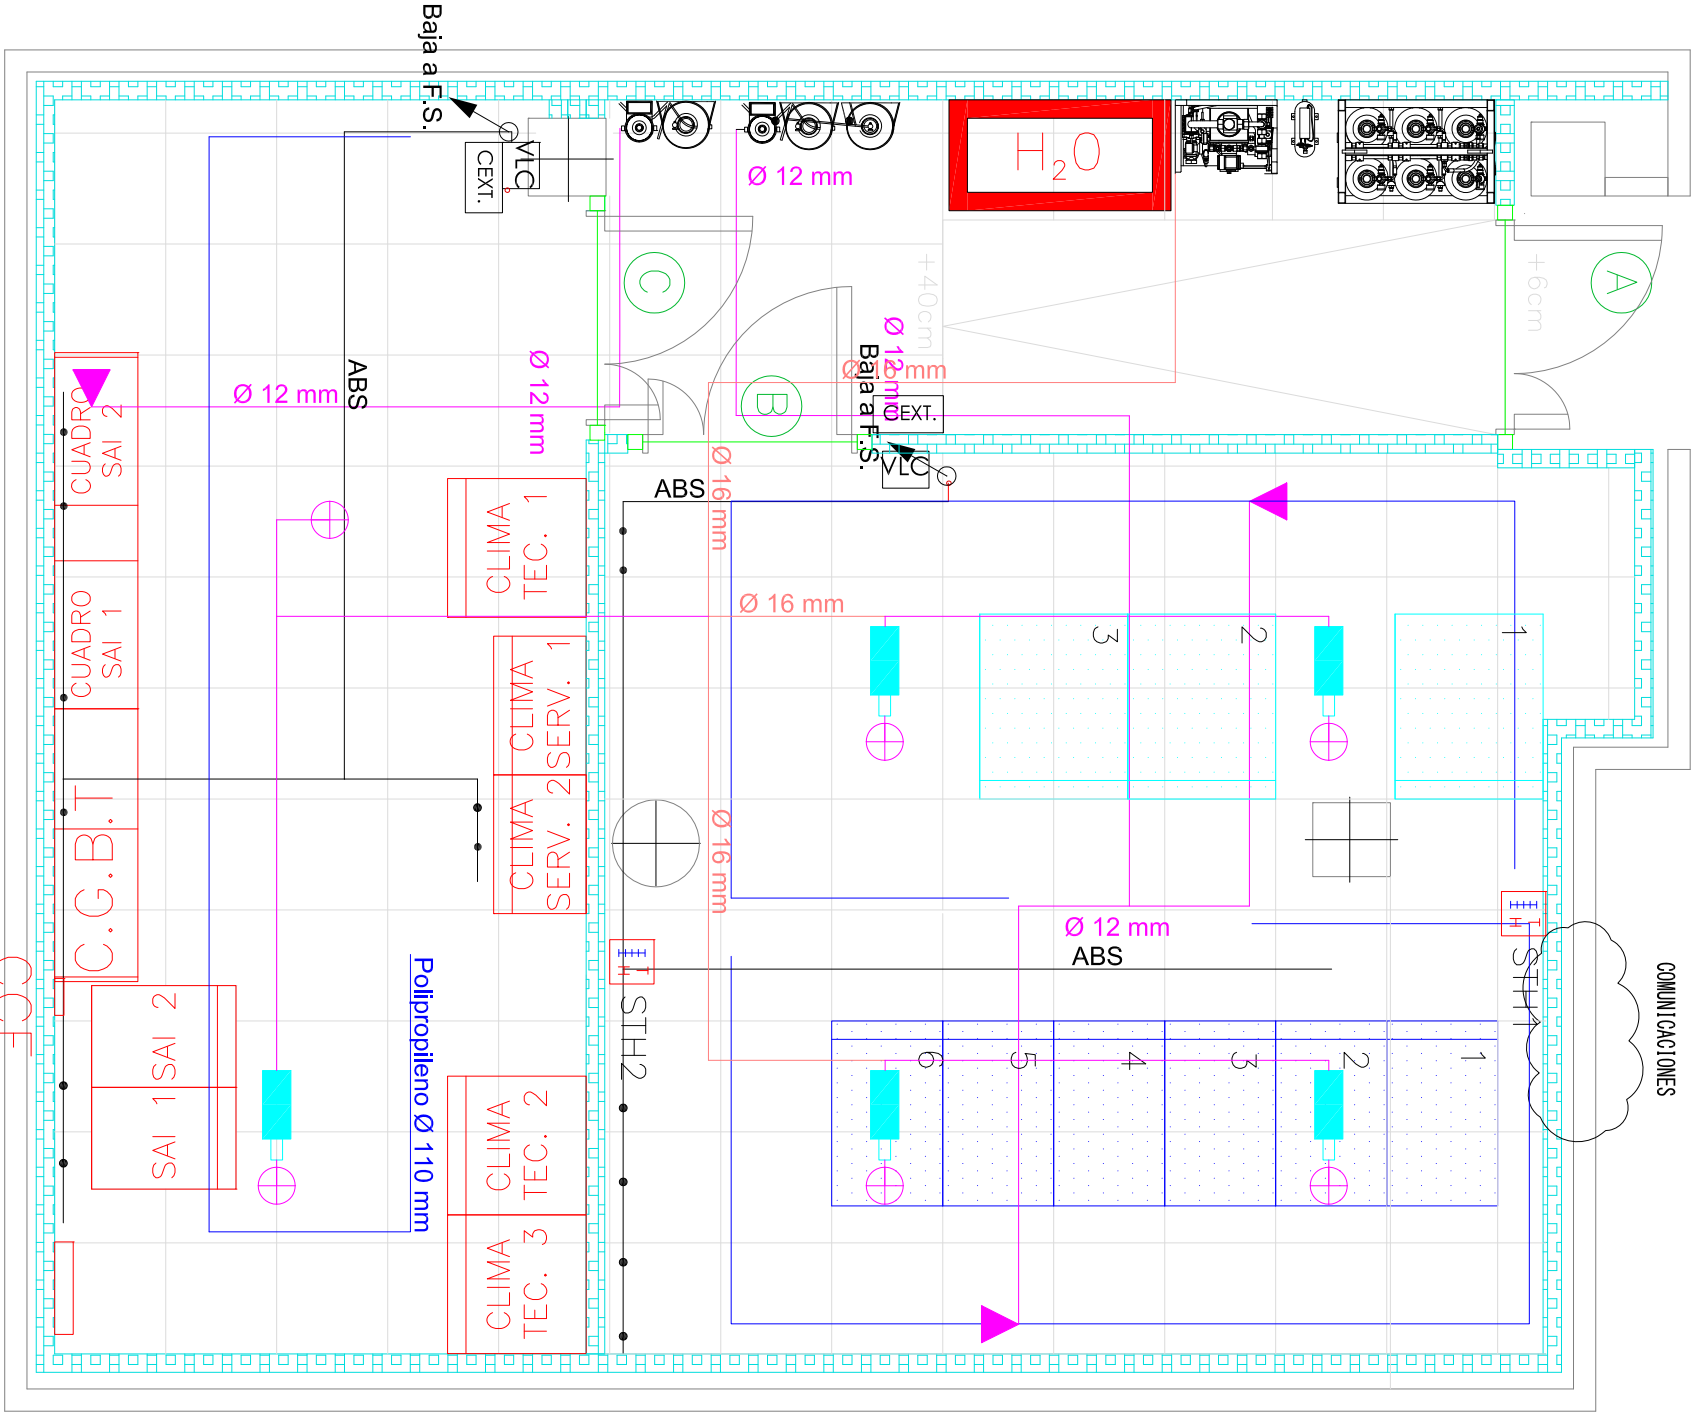 Baja a F.S.
VLC
CEXT.
Ø 12 mm
H2O
A
+6cm
+40cm
C
B
Ø 12 mm
Baja a F.S.
Ø 16 mm
CEXT.
VLC
ABS
Ø 12 mm
Ø 12 mm
CUADRO
SAI 2
CLIMA
TEC. 1
ABS
Ø 16 mm
Ø 16 mm
CUADRO
SAI 1
CLIMA
SERV. 1
CLIMA
SERV. 2
3
2
1
Ø 16 mm
C.G.B.T
Ø 12 mm
ABS
T
H
STH1
COMUNICACIONES
T
H
STH2
SAI 2
SAI 1
Polipropileno Ø 110 mm
CLIMA
TEC. 2
CLIMA
TEC. 3
6
5
4
3
2
1